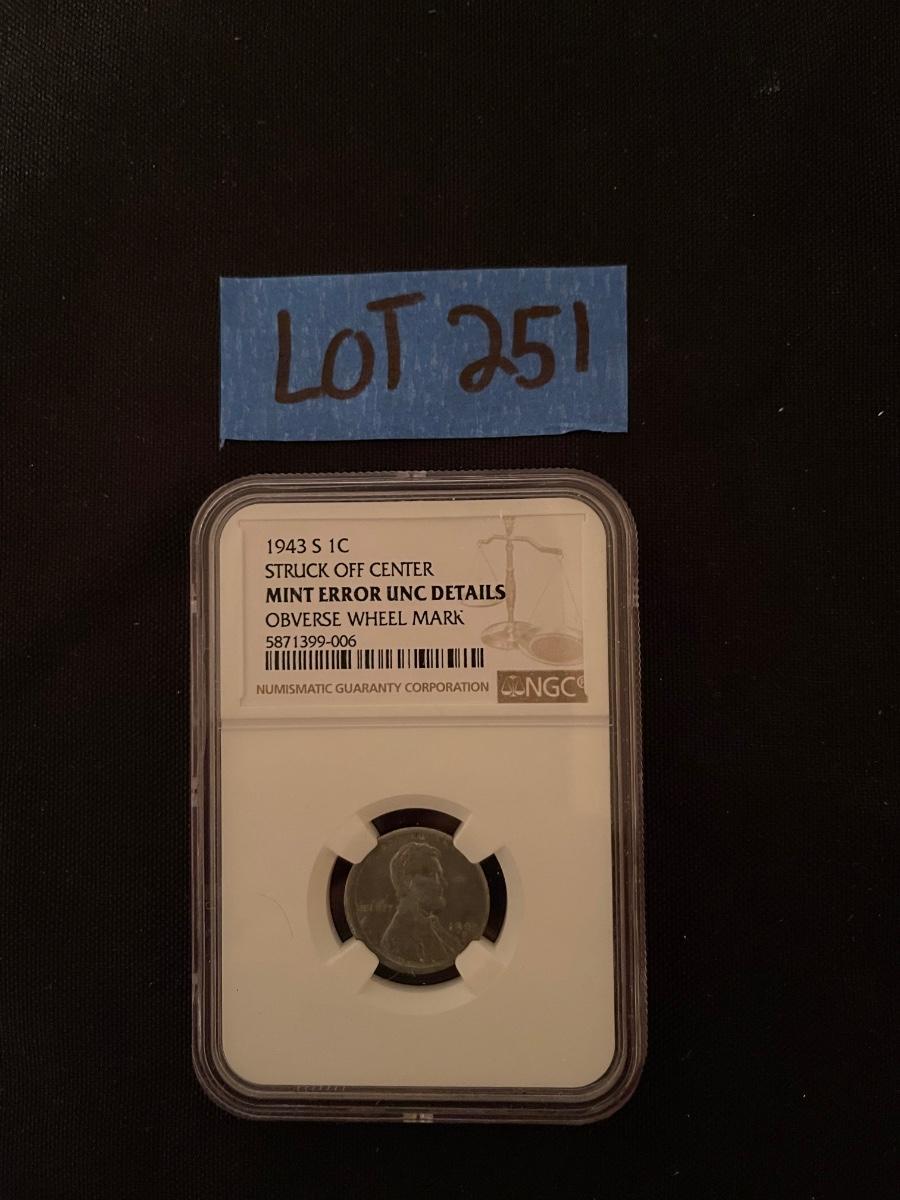 LOT 251
1943 S 1C
STRUCK OFF CENTER
MINT ERROR UNC DETAILS
OBVERSE WHEEL MARK
5871399-006
NUMISMATIC GUARANTY CORPORATION NGC®
LIBERTY